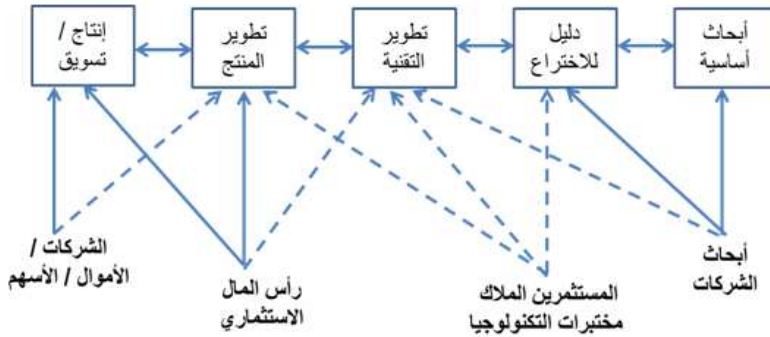 أبحاث
أساسية
دليل
للاختراع
تطوير
التقنية
تطوير
المنتج
إنتاج /
تسويق
أبحاث
الشركات
المستثمرين الملاك
مختبرات التكنولوجيا
رأس المال
الاستثماري
الشركات /
الأموال / الأسهم